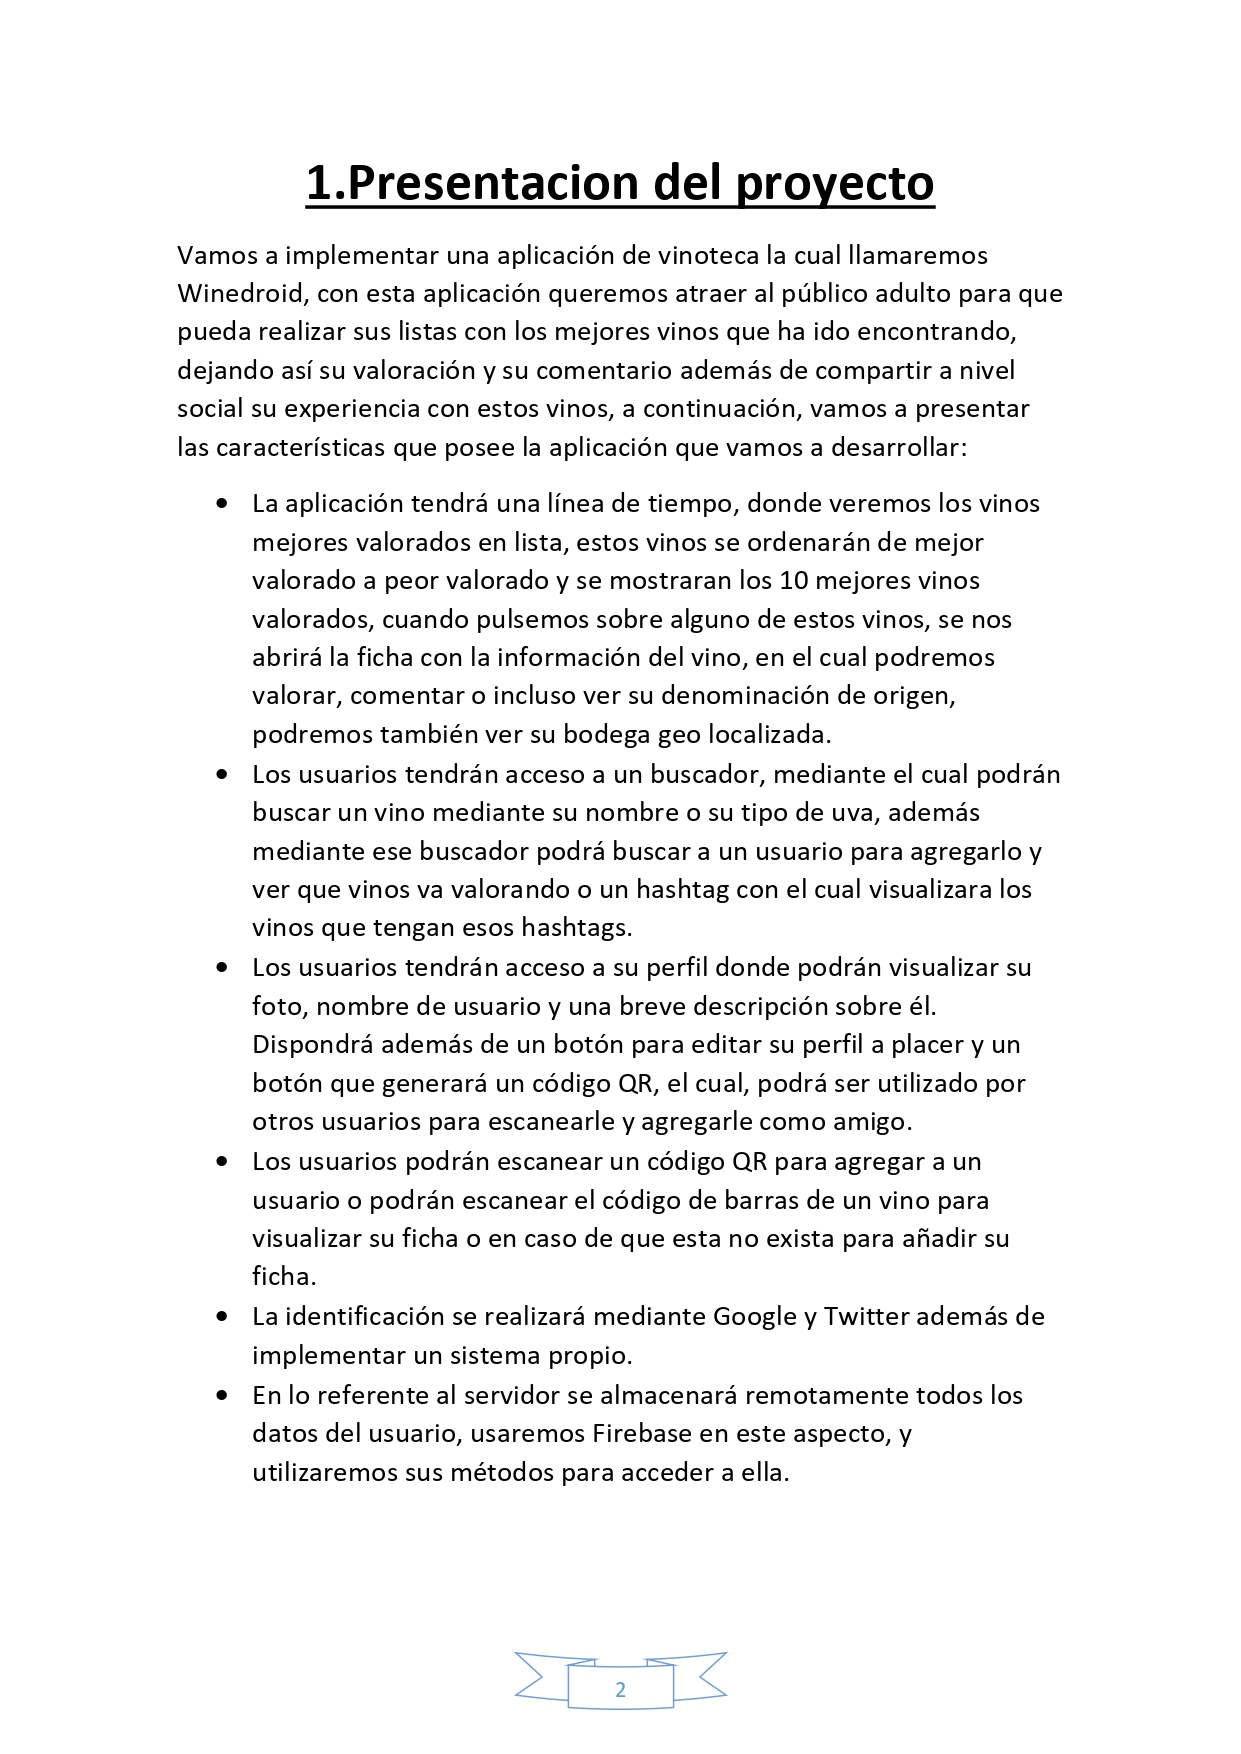 1.Presentacion del proyecto
Vamos a implementar una aplicación de vinoteca la cual llamaremos
Winedroid, con esta aplicación queremos atraer al público adulto para que
pueda realizar sus listas con los mejores vinos que ha ido encontrando,
dejando así su valoración y su comentario además de compartir a nivel
social su experiencia con estos vinos, a continuación, vamos a presentar
las características que posee la aplicación que vamos a desarrollar:
• La aplicación tendrá una línea de tiempo, donde veremos los vinos
mejores valorados en lista, estos vinos se ordenarán de mejor
valorado a peor valorado y se mostraran los 10 mejores vinos
valorados, cuando pulsemos sobre alguno de estos vinos, se nos
abrirá la ficha con la información del vino, en el cual podremos
valorar, comentar o incluso ver su denominación de origen,
podremos también ver su bodega geo localizada.
• Los usuarios tendrán acceso a un buscador, mediante el cual podrán
buscar un vino mediante su nombre o su tipo de uva, además
mediante ese buscador podrá buscar a un usuario para agregarlo y
ver que vinos va valorando o un hashtag con el cual visualizara los
vinos que tengan esos hashtags.
• Los usuarios tendrán acceso a su perfil donde podrán visualizar su
foto, nombre de usuario y una breve descripción sobre él.
Dispondrá además de un botón para editar su perfil a placer y un
botón que generará un código QR, el cual, podrá ser utilizado por
otros usuarios para escanearle y agregarle como amigo.
• Los usuarios podrán escanear un código QR para agregar a un
usuario o podrán escanear el código de barras de un vino para
visualizar su ficha o en caso de que esta no exista para añadir su
ficha.
• La identificación se realizará mediante Google y Twitter además de
implementar un sistema propio.
• En lo referente al servidor se almacenará remotamente todos los
datos del usuario, usaremos Firebase en este aspecto, y
utilizaremos sus métodos para acceder a ella.
2